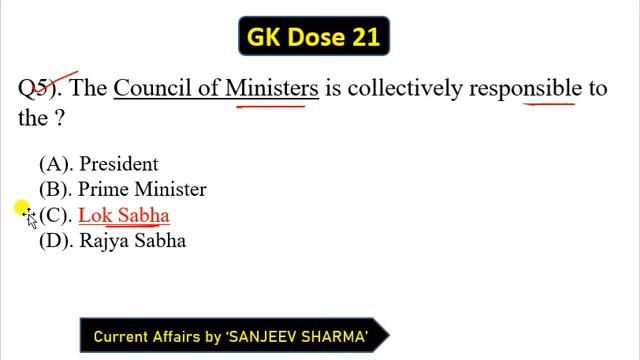 GK Dose 21
Q5). The Council of Ministers is collectively responsible to
the ?
(A). President
(B). Prime Minister
(C). Lok Sabha
(D). Rajya Sabha
Current Affairs by ‘SANJEEV SHARMA’